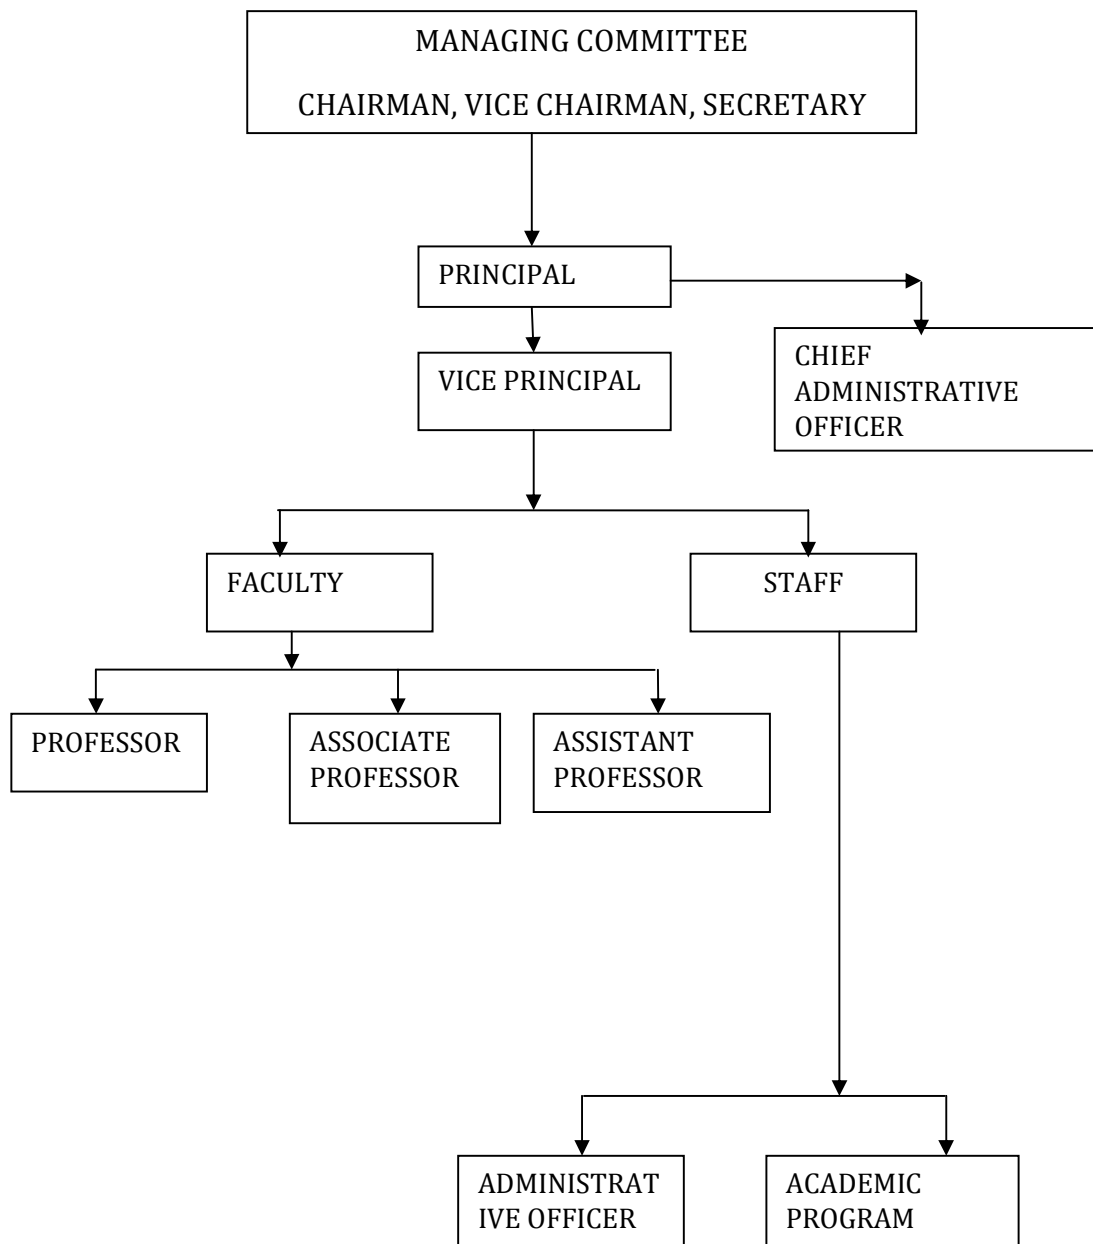 MANAGING COMMITTEE
CHAIRMAN, VICE CHAIRMAN, SECRETARY
PRINCIPAL
CHIEF
ADMINISTRATIVE
OFFICER
VICE PRINCIPAL
FACULTY
STAFF
PROFESSOR
ASSOCIATE
PROFESSOR
ASSISTANT
PROFESSOR
ADMINISTRAT
IVE OFFICER
ACADEMIC
PROGRAM